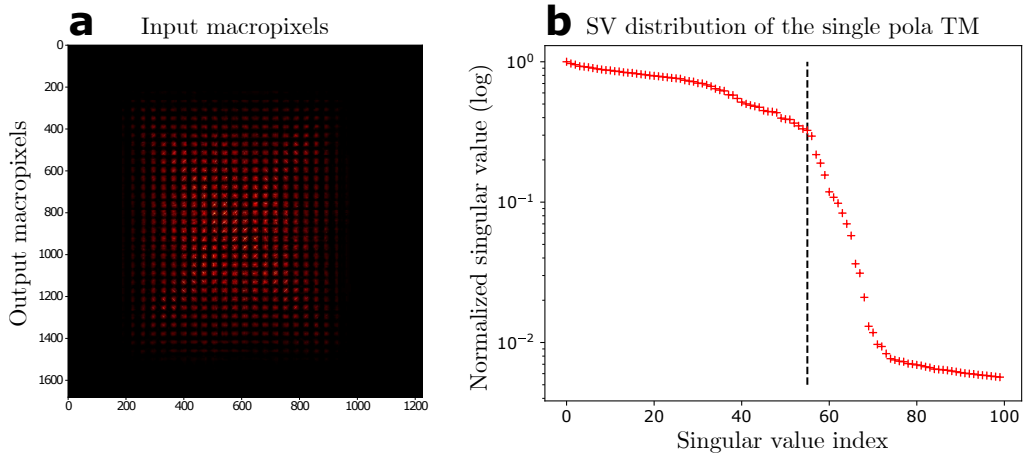 a Input macropixels
Output macropixels
0
200
400
600
800
1000
1200
1400
1600
0 200 400 600 800 1000 1200
b SV distribution of the single pola TM
Normalized singular value (log)
10⁰
10⁻¹
10⁻²
0 20 40 60 80 100
Singular value index